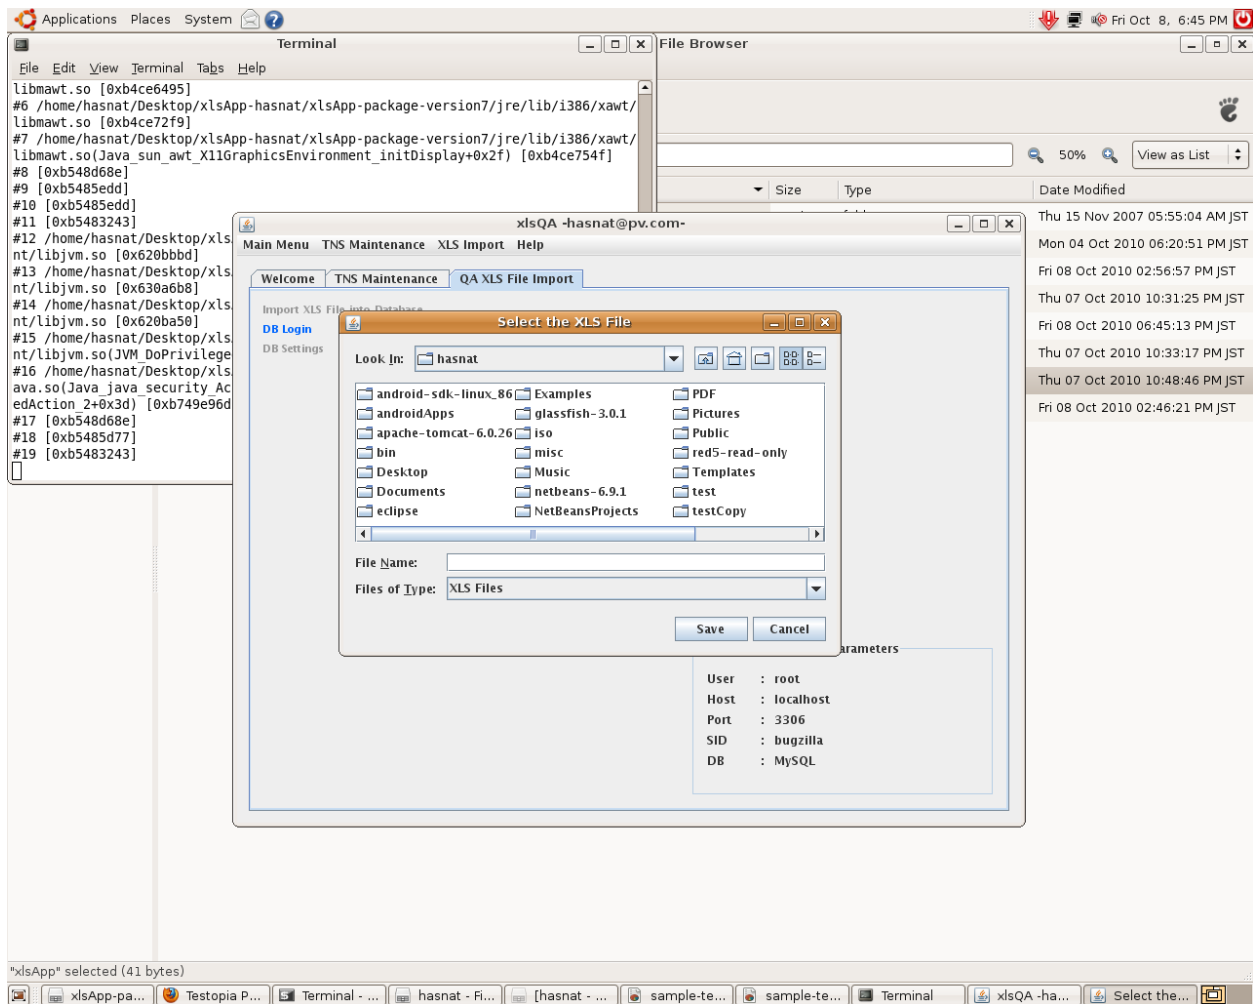 Applications Places System
Fri Oct 8, 6:45 PM
Terminal
File Edit View Terminal Tabs Help
libmawt.so [0xb4ce6495]
#6 /home/hasnat/Desktop/xlsApp-hasnat/xlsApp-package-version7/jre/lib/i386/xawt/
libmawt.so [0xb4ce72f9]
#7 /home/hasnat/Desktop/xlsApp-hasnat/xlsApp-package-version7/jre/lib/i386/xawt/
libmawt.so(Java_sun_awt_X11GraphicsEnvironment_initDisplay+0x2f) [0xb4ce754f]
#8 [0xb548d68e]
#9 [0xb5485edd]
#10 [0xb5485edd]
#11 [0xb5483243]
#12 /home/hasnat/Desktop/xls
nt/libjvm.so [0x620bbbd]
#13 /home/hasnat/Desktop/xls
nt/libjvm.so [0x630a6b8]
#14 /home/hasnat/Desktop/xls
nt/libjvm.so [0x620ba50]
#15 /home/hasnat/Desktop/xls
nt/libjvm.so(JVM_DoPrivilege
#16 /home/hasnat/Desktop/xls
ava.so(Java_java_security_Ac
edAction_2+0x3d) [0xb749e96d
#17 [0xb548d68e]
#18 [0xb5485d77]
#19 [0xb5483243]
File Browser
50% View as List
Size Type Date Modified
Thu 15 Nov 2007 05:55:04 AM JST
Mon 04 Oct 2010 06:20:51 PM JST
Fri 08 Oct 2010 02:56:57 PM JST
Thu 07 Oct 2010 10:31:25 PM JST
Fri 08 Oct 2010 06:45:13 PM JST
Thu 07 Oct 2010 10:33:17 PM JST
Thu 07 Oct 2010 10:48:46 PM JST
Fri 08 Oct 2010 02:46:21 PM JST
xlsQA -hasnat@pv.com-
Main Menu TNS Maintenance XLS Import Help
Welcome TNS Maintenance QA XLS File Import
Import XLS File into Database
DB Login
DB Settings
Select the XLS File
Look In: hasnat
android-sdk-linux_86 Examples PDF
androidApps glassfish-3.0.1 Pictures
apache-tomcat-6.0.26 iso Public
bin misc red5-read-only
Desktop Music Templates
Documents netbeans-6.9.1 test
eclipse NetBeansProjects testCopy
File Name:
Files of Type: XLS Files
Save Cancel
arameters
User : root
Host : localhost
Port : 3306
SID : bugzilla
DB : MySQL
"xlsApp" selected (41 bytes)
xlsApp-pa... Testopia P... Terminal - ... hasnat - Fi... [hasnat - ... sample-te... sample-te... Terminal xlsQA -ha... Select the...